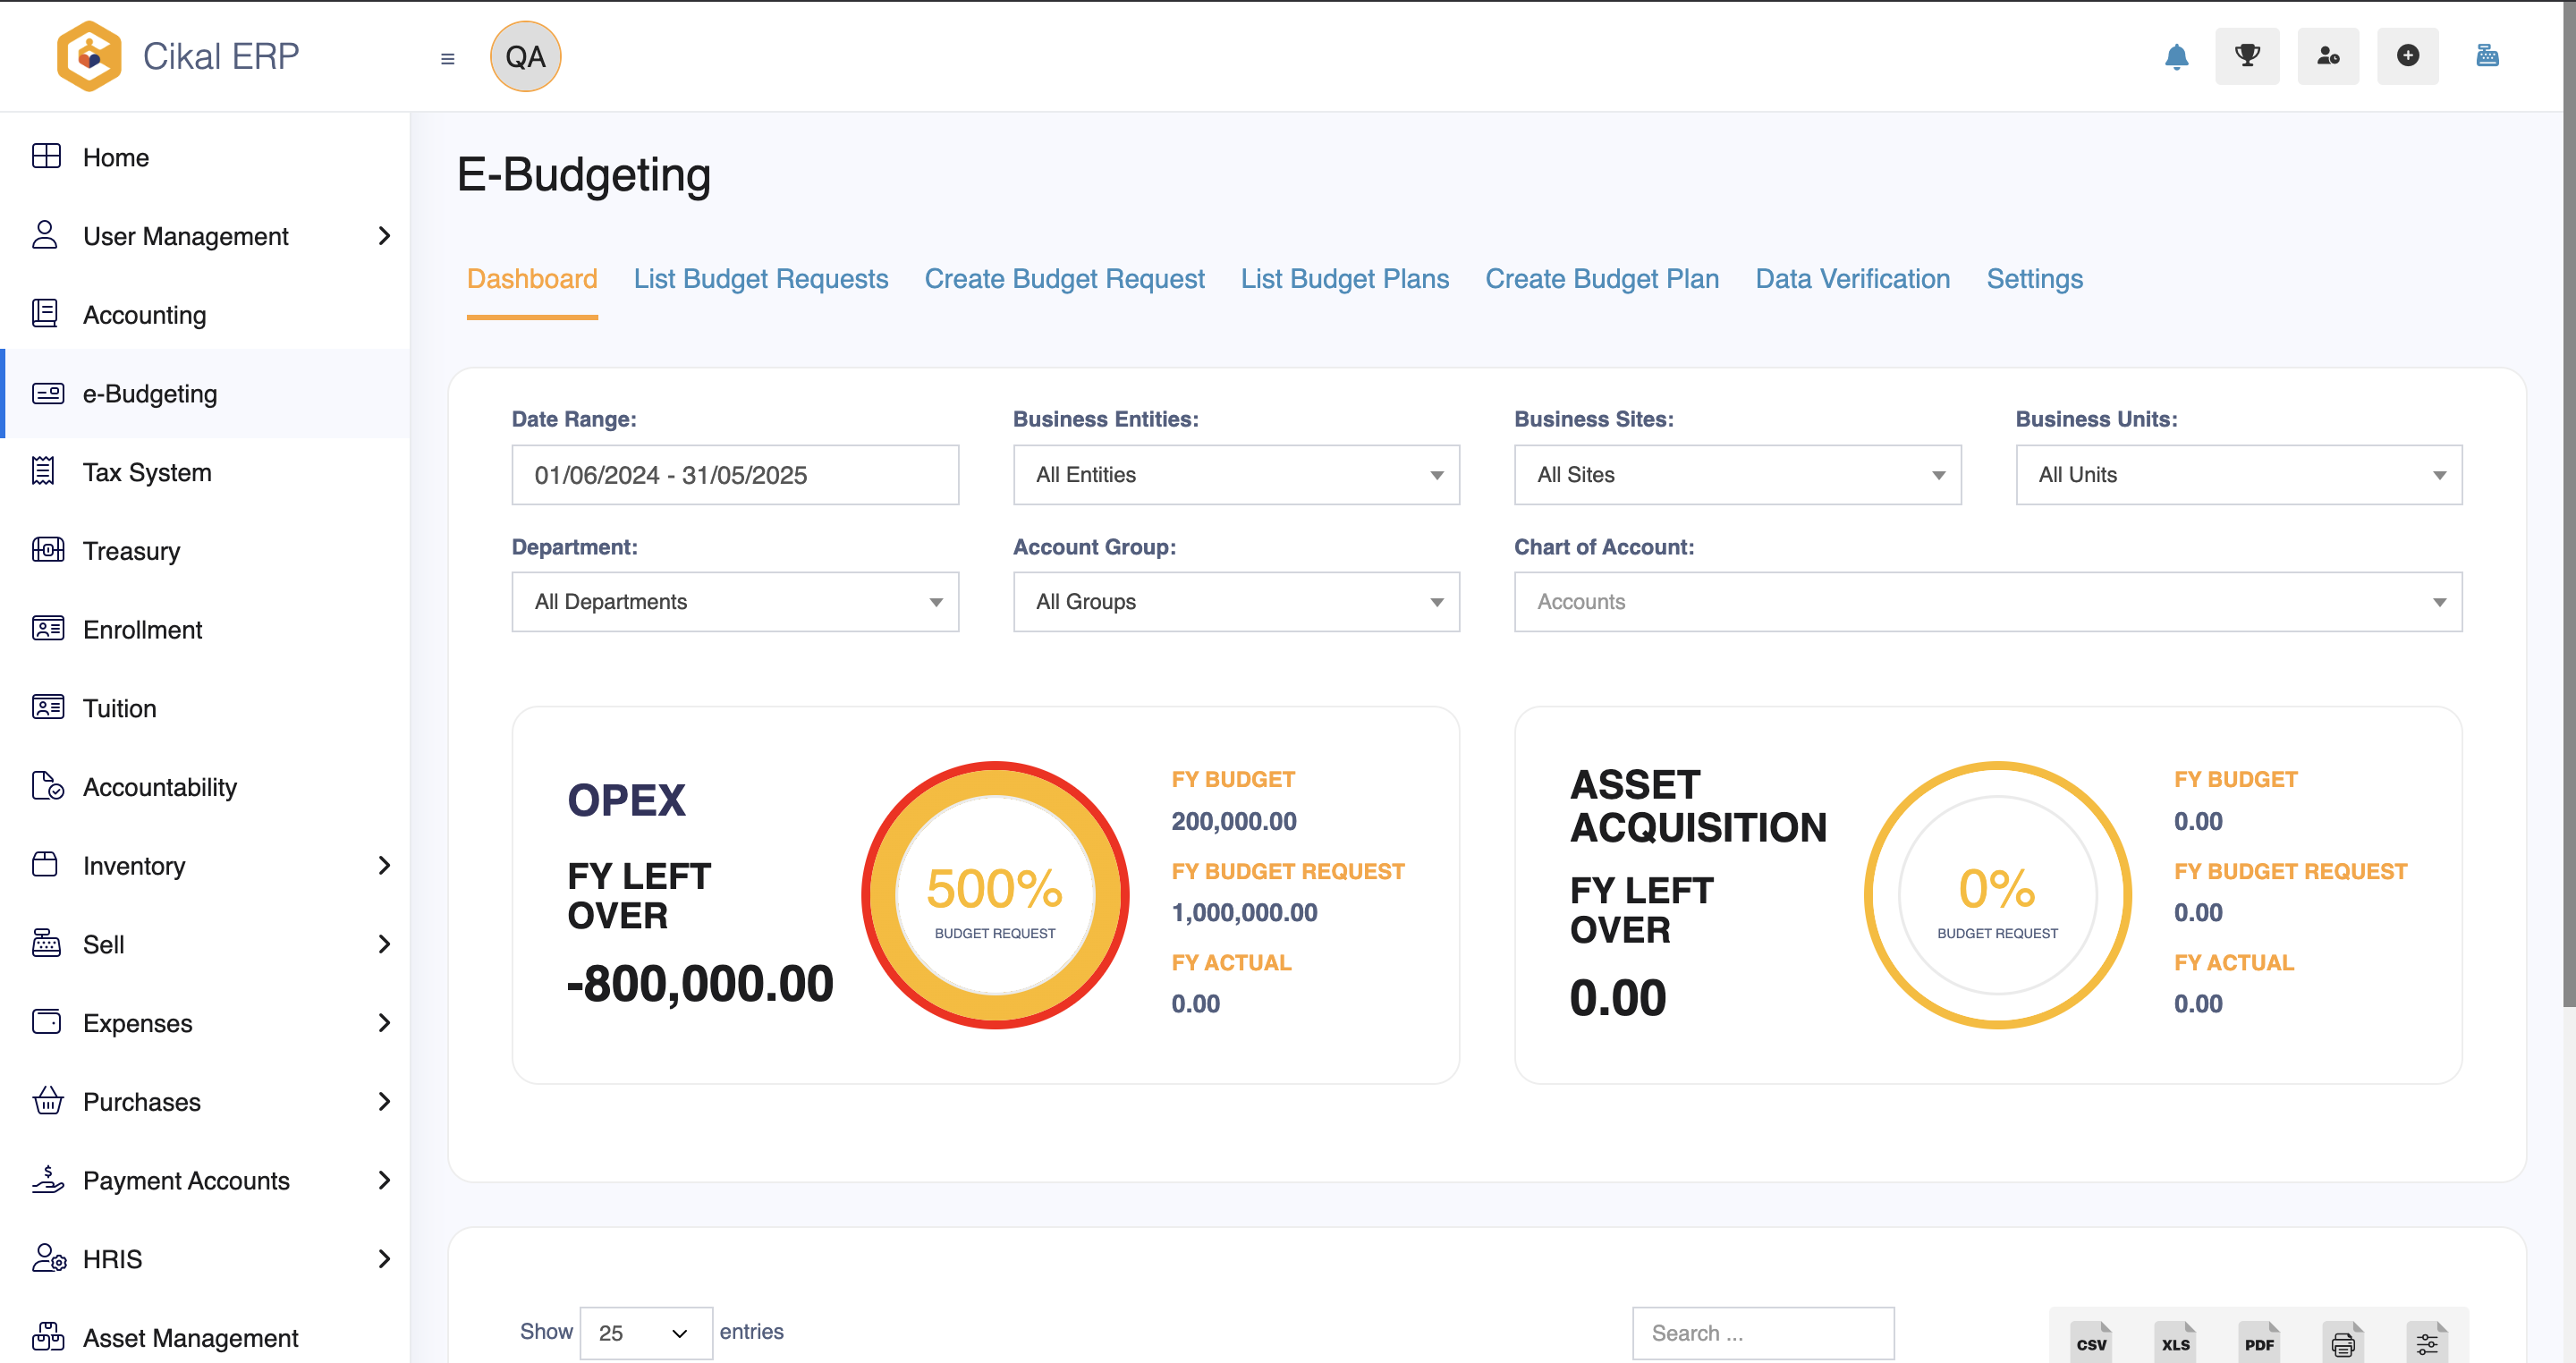 Cikal ERP
≡
QA
Home
User Management
Accounting
e-Budgeting
Tax System
Treasury
Enrollment
Tuition
Accountability
Inventory
Sell
Expenses
Purchases
Payment Accounts
HRIS
Asset Management
E-Budgeting
Dashboard List Budget Requests Create Budget Request List Budget Plans Create Budget Plan Data Verification Settings
Date Range: Business Entities: Business Sites: Business Units:
01/06/2024 - 31/05/2025 All Entities All Sites All Units
Department: Account Group: Chart of Account:
All Departments All Groups Accounts
OPEX
FY LEFT
OVER
-800,000.00
500%
BUDGET REQUEST
FY BUDGET
200,000.00
FY BUDGET REQUEST
1,000,000.00
FY ACTUAL
0.00
ASSET
ACQUISITION
FY LEFT
OVER
0.00
0%
BUDGET REQUEST
FY BUDGET
0.00
FY BUDGET REQUEST
0.00
FY ACTUAL
0.00
Show 25 entries
Search ...
CSV XLS PDF